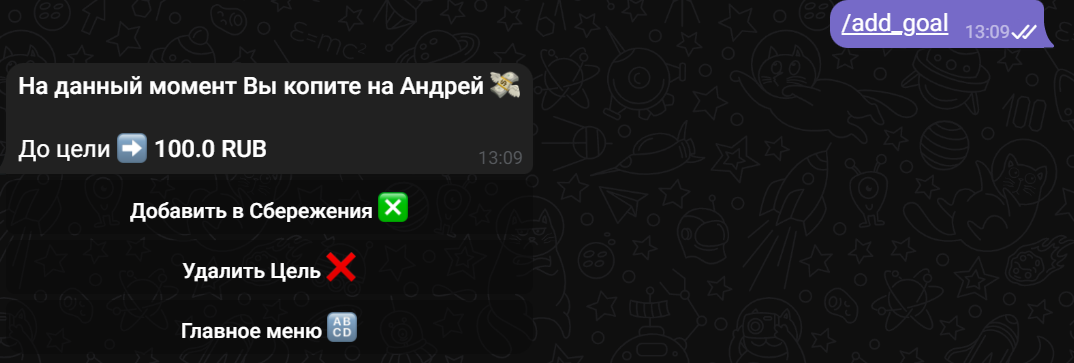 /add_goal 13:09
На данный момент Вы копите на Андрей 💸
До цели ➡️ 100.0 RUB
13:09
Добавить в Сбережения ❎
Удалить Цель ❌
Главное меню 🔠